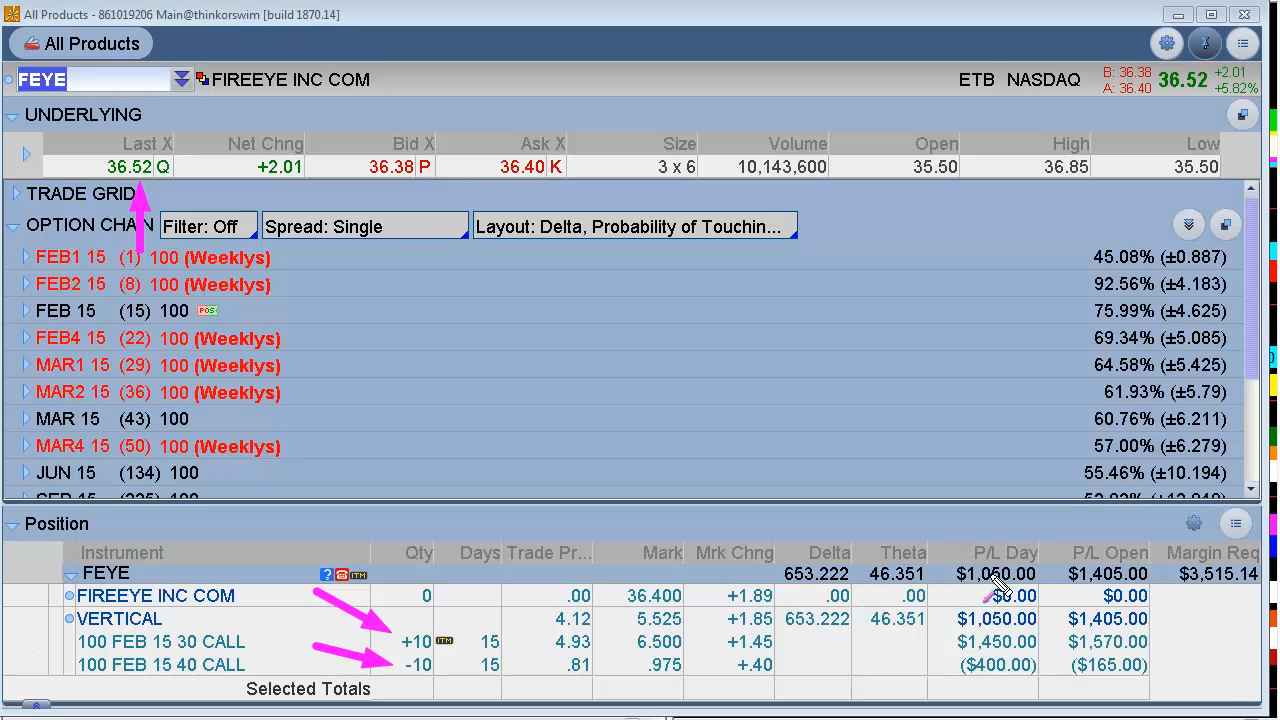 All Products - 861019206 Main@thinkorswim [build 1870.14]
All Products
FEYE FIREEYE INC COM ETB NASDAQ B: 36.38 A: 36.40 36.52 +2.01 +5.82%
UNDERLYING
Last X Net Chng Bid X Ask X Size Volume Open High Low
36.52 Q +2.01 36.38 P 36.40 K 3 x 6 10,143,600 35.50 36.85 35.50
TRADE GRID
OPTION CHAIN Filter: Off Spread: Single Layout: Delta, Probability of Touchin...
FEB1 15 (1) 100 (Weeklys) 45.08% (±0.887)
FEB2 15 (8) 100 (Weeklys) 92.56% (±4.183)
FEB 15 (15) 100 POS 75.99% (±4.625)
FEB4 15 (22) 100 (Weeklys) 69.34% (±5.085)
MAR1 15 (29) 100 (Weeklys) 64.58% (±5.425)
MAR2 15 (36) 100 (Weeklys) 61.93% (±5.79)
MAR 15 (43) 100 60.76% (±6.211)
MAR4 15 (50) 100 (Weeklys) 57.00% (±6.279)
JUN 15 (134) 100 55.46% (±10.194)
Position
Instrument Qty Days Trade Pr... Mark Mrk Chng Delta Theta P/L Day P/L Open Margin Req
FEYE ? ITM 653.222 46.351 $1,050.00 $1,405.00 $3,515.14
FIREEYE INC COM 0 .00 36.400 +1.89 .00 .00 $0.00 $0.00
VERTICAL 4.12 5.525 +1.85 653.222 46.351 $1,050.00 $1,405.00
100 FEB 15 30 CALL +10 ITM 15 4.93 6.500 +1.45 $1,450.00 $1,570.00
100 FEB 15 40 CALL -10 15 .81 .975 +.40 ($400.00) ($165.00)
Selected Totals